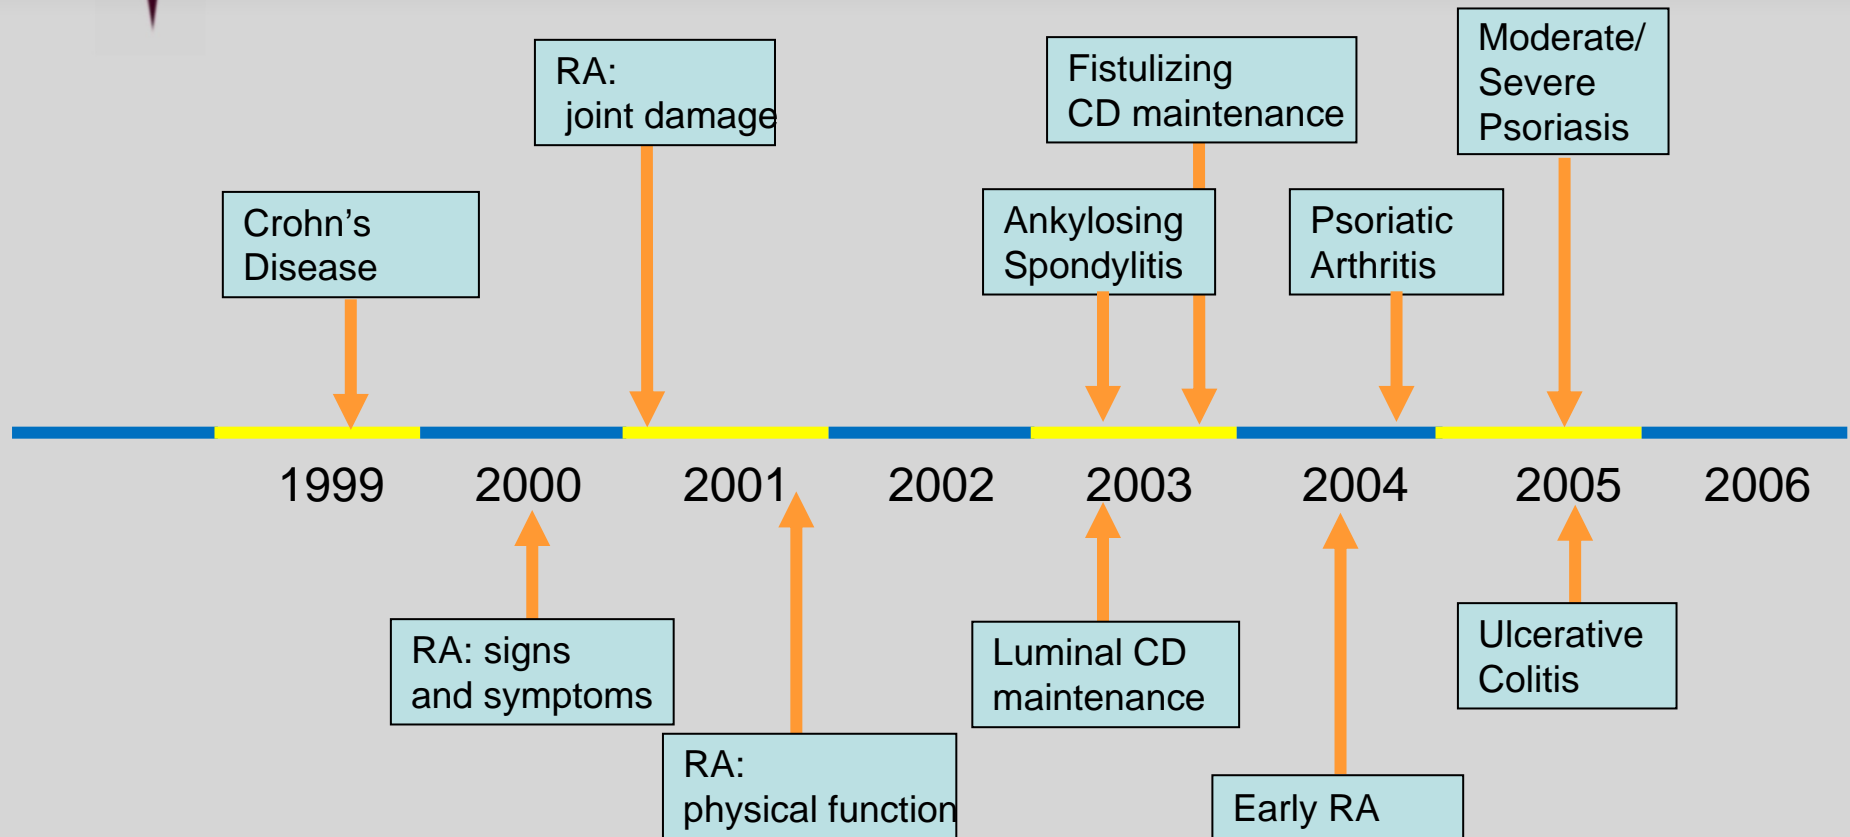 Moderate/
Severe
Psoriasis
RA:
joint damage
Fistulizing
CD maintenance
Crohn’s
Disease
Ankylosing
Spondylitis
Psoriatic
Arthritis
1999 2000 2001 2002 2003 2004 2005 2006
RA: signs
and symptoms
Luminal CD
maintenance
Ulcerative
Colitis
RA:
physical function
Early RA